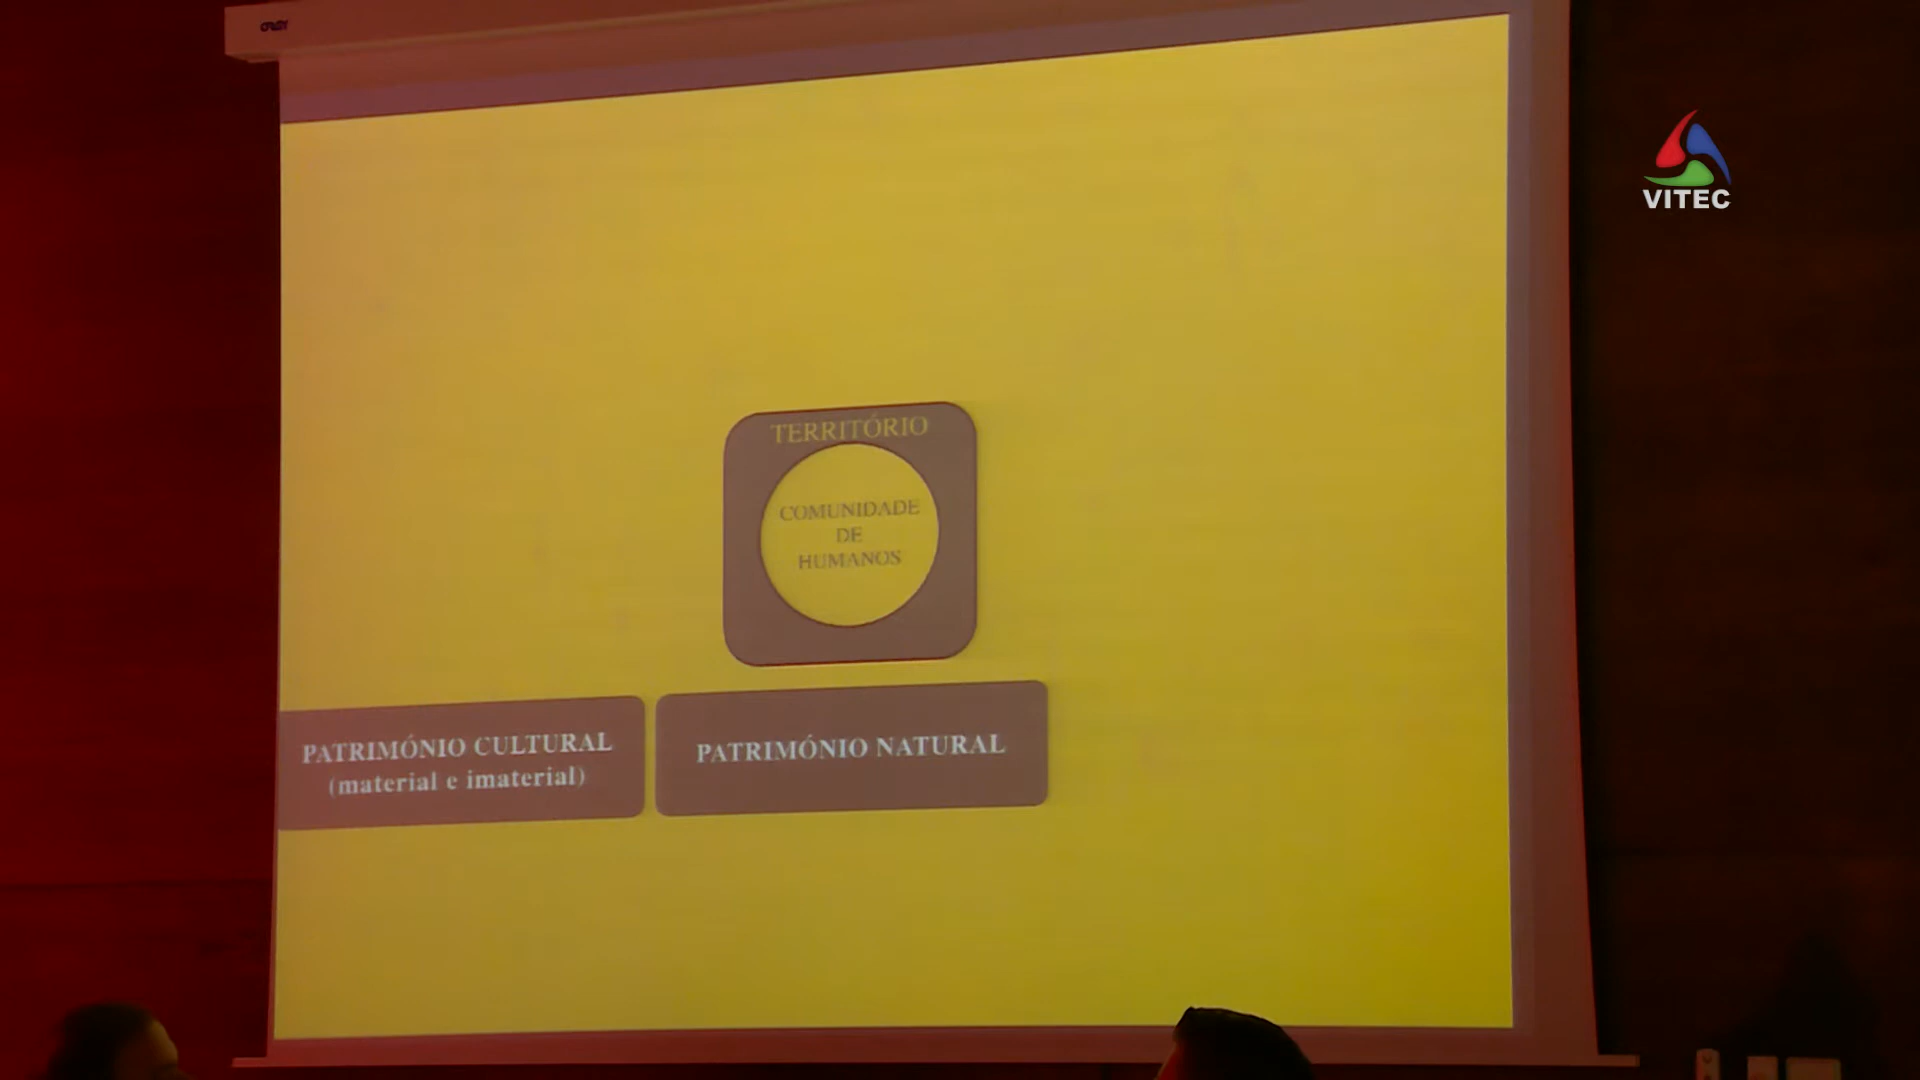 VITEC
TERRITÓRIO
COMUNIDADE
DE
HUMANOS
PATRIMÓNIO CULTURAL
(material e imaterial)
PATRIMÓNIO NATURAL